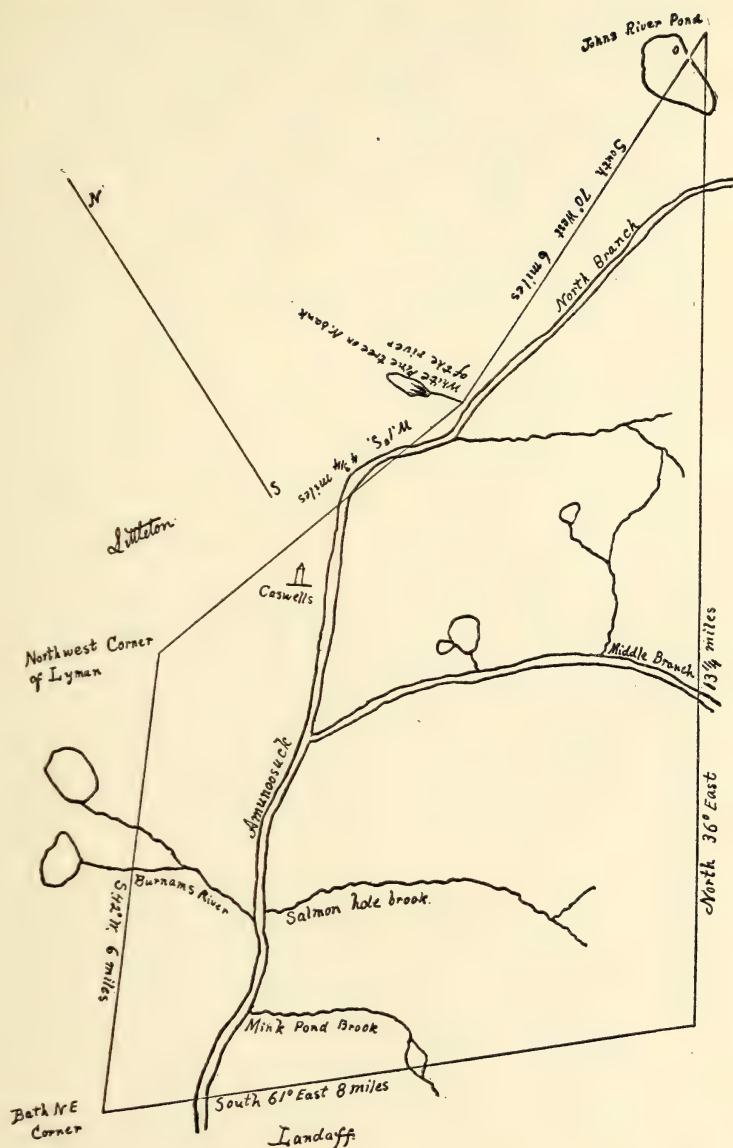 Johns River Pond
South 70° West 6 miles
N
North Branch
White Pine tree on N. bank
of the river
W. 1° S. 4 3/4 miles
S
Littleton
Caswells
Northwest Corner
of Lyman
Middle Branch
13 1/4 miles
North 36° East
Amunoosuck
Burnams River
Salmon hole brook.
S 42° W. 6 miles
Mink Pond Brook
South 61° East 8 miles
Bath N E
Corner
Landaff